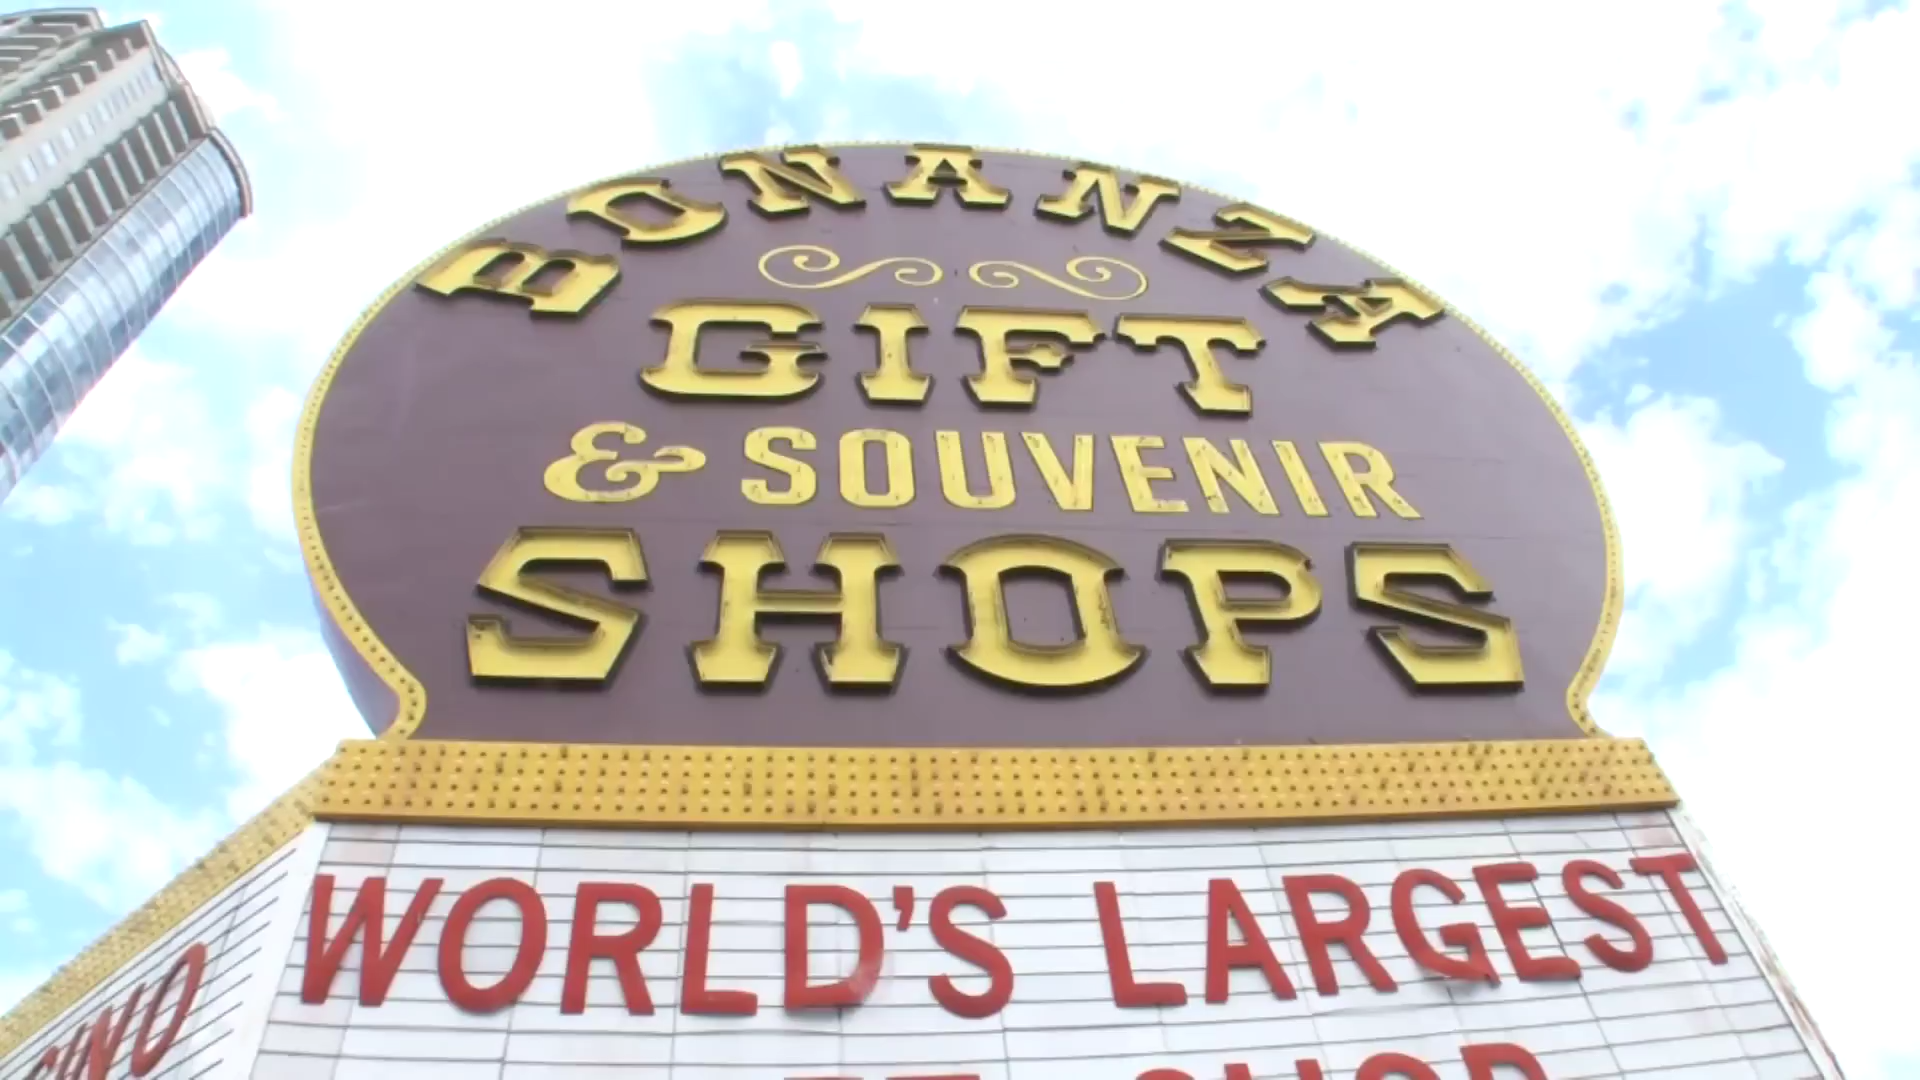 BONANZA
GIFT
& SOUVENIR
SHOPS
WORLD'S LARGEST